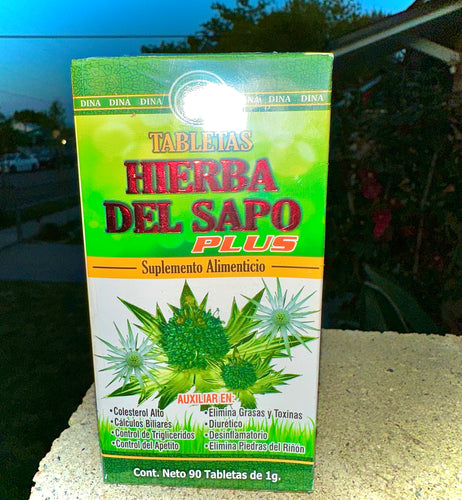 DINA DINA DINA DINA DINA DINA
TABLETAS
HIERBA
DEL SAPO
PLUS
Suplemento Alimenticio
AUXILIAR EN:
•Colesterol Alto
•Cálculos Biliares
•Control de Trigliceridos
•Control del Apetito
•Elimina Grasas y Toxinas
•Diurético
•Desinflamatorio
•Elimina Piedras del Riñón
Cont. Neto 90 Tabletas de 1g.